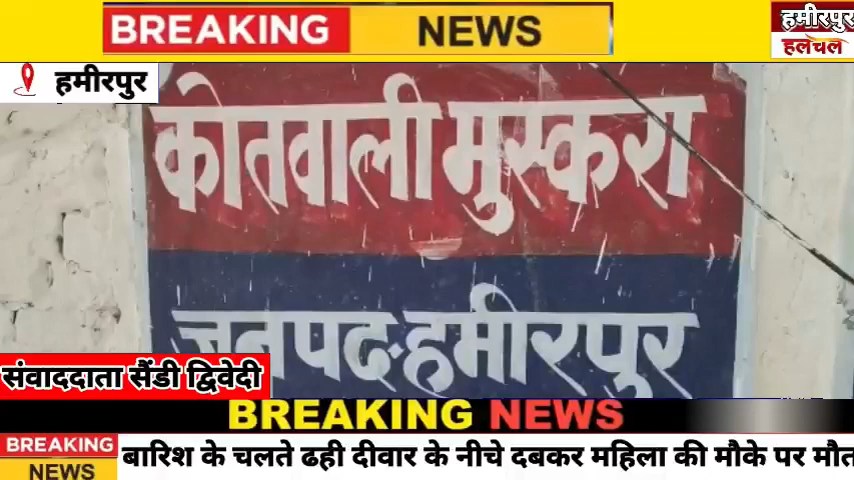 BREAKING NEWS
हमीरपुर
हलचल
हमीरपुर
कोतवाली मुस्करा
जनपद-हमीरपुर
संवाददाता सैंडी द्विवेदी
BREAKING NEWS
BREAKING
NEWS
बारिश के चलते ढही दीवार के नीचे दबकर महिला की मौके पर मौत